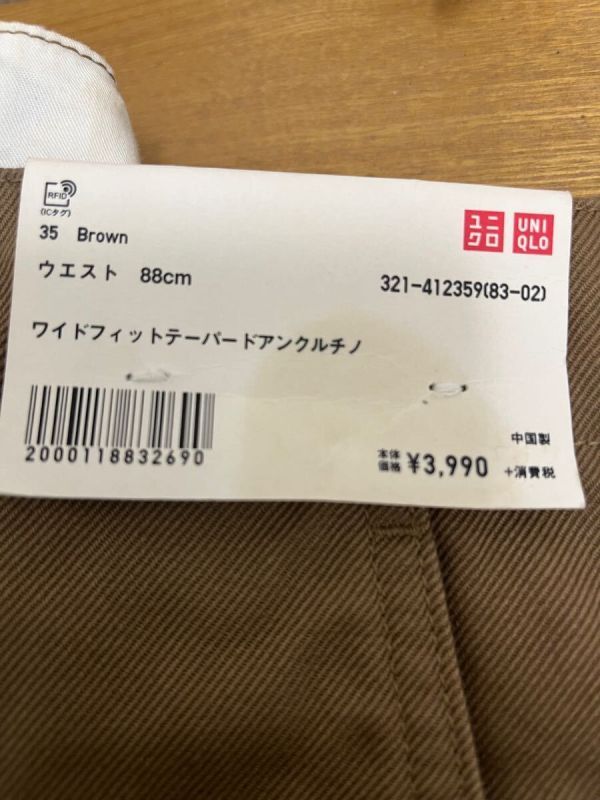 RFID
(ICタグ)
35 Brown
ユニクロ
UNIQLO
ウエスト 88cm
321-412359(83-02)
ワイドフィットテーパードアンクルチノ
2000118832690
中国製
本体価格 ¥3,990 +消費税